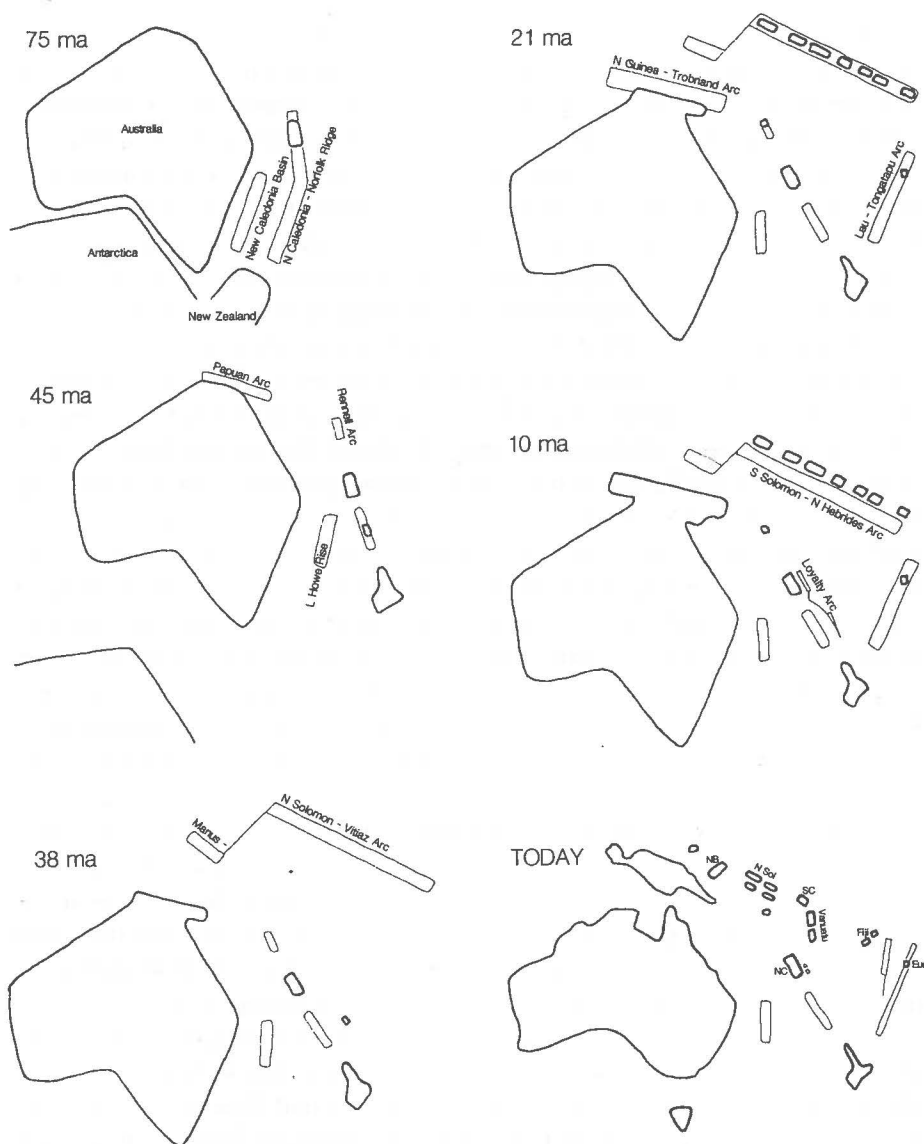 75 ma
Australia
Antarctica
New Zealand
New Caledonia Basin
N Caledonia - Norfolk Ridge
45 ma
Papuan Arc
Rennell Arc
L Howe Rise
38 ma
Manus -
N Solomon - Vitiaz Arc
21 ma
N Guinea - Trobriand Arc
Lau - Tongatapu Arc
10 ma
S Solomon - N Hebrides Arc
Loyalty Arc
TODAY
NB
N Sol
SC
Vanuatu
Fiji
Eua
NC